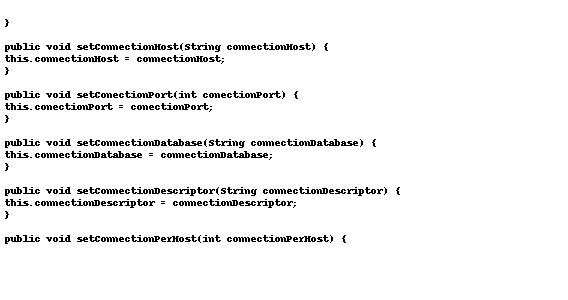 }
public void setConnectionHost(String connectionHost) {
this.connectionHost = connectionHost;
}
public void setConectionPort(int conectionPort) {
this.conectionPort = conectionPort;
}
public void setConnectionDatabase(String connectionDatabase) {
this.connectionDatabase = connectionDatabase;
}
public void setConnectionDescriptor(String connectionDescriptor) {
this.connectionDescriptor = connectionDescriptor;
}
public void setConnectionPerHost(int connectionPerHost) {